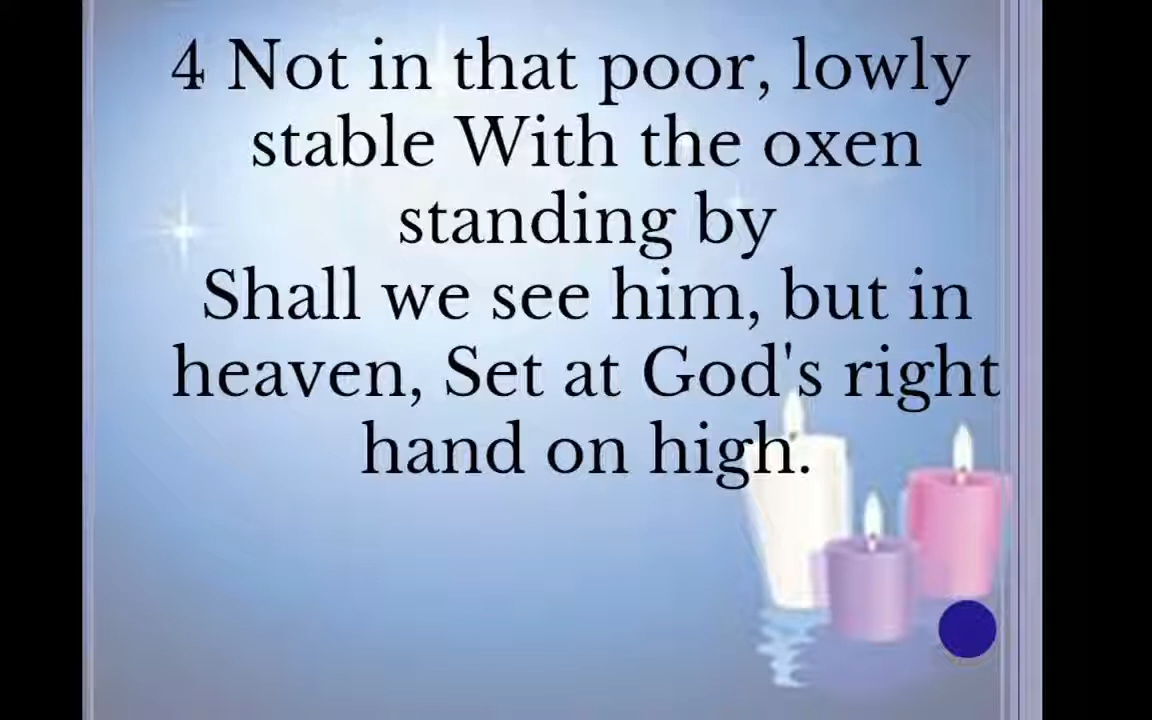 4 Not in that poor, lowly
stable With the oxen
standing by
Shall we see him, but in
heaven, Set at God's right
hand on high.